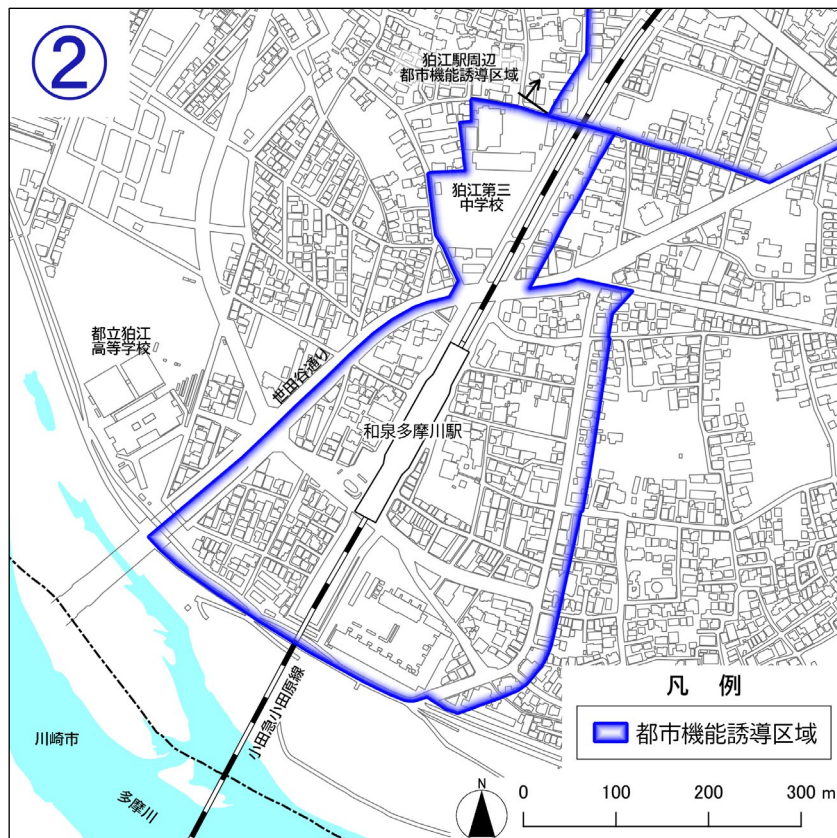 ②
狛江駅周辺
都市機能誘導区域
狛江第三
中学校
都立狛江
高等学校
世田谷通り
和泉多摩川駅
小田急小田原線
川崎市
多摩川
凡 例
都市機能誘導区域
N
0 100 200 300 m